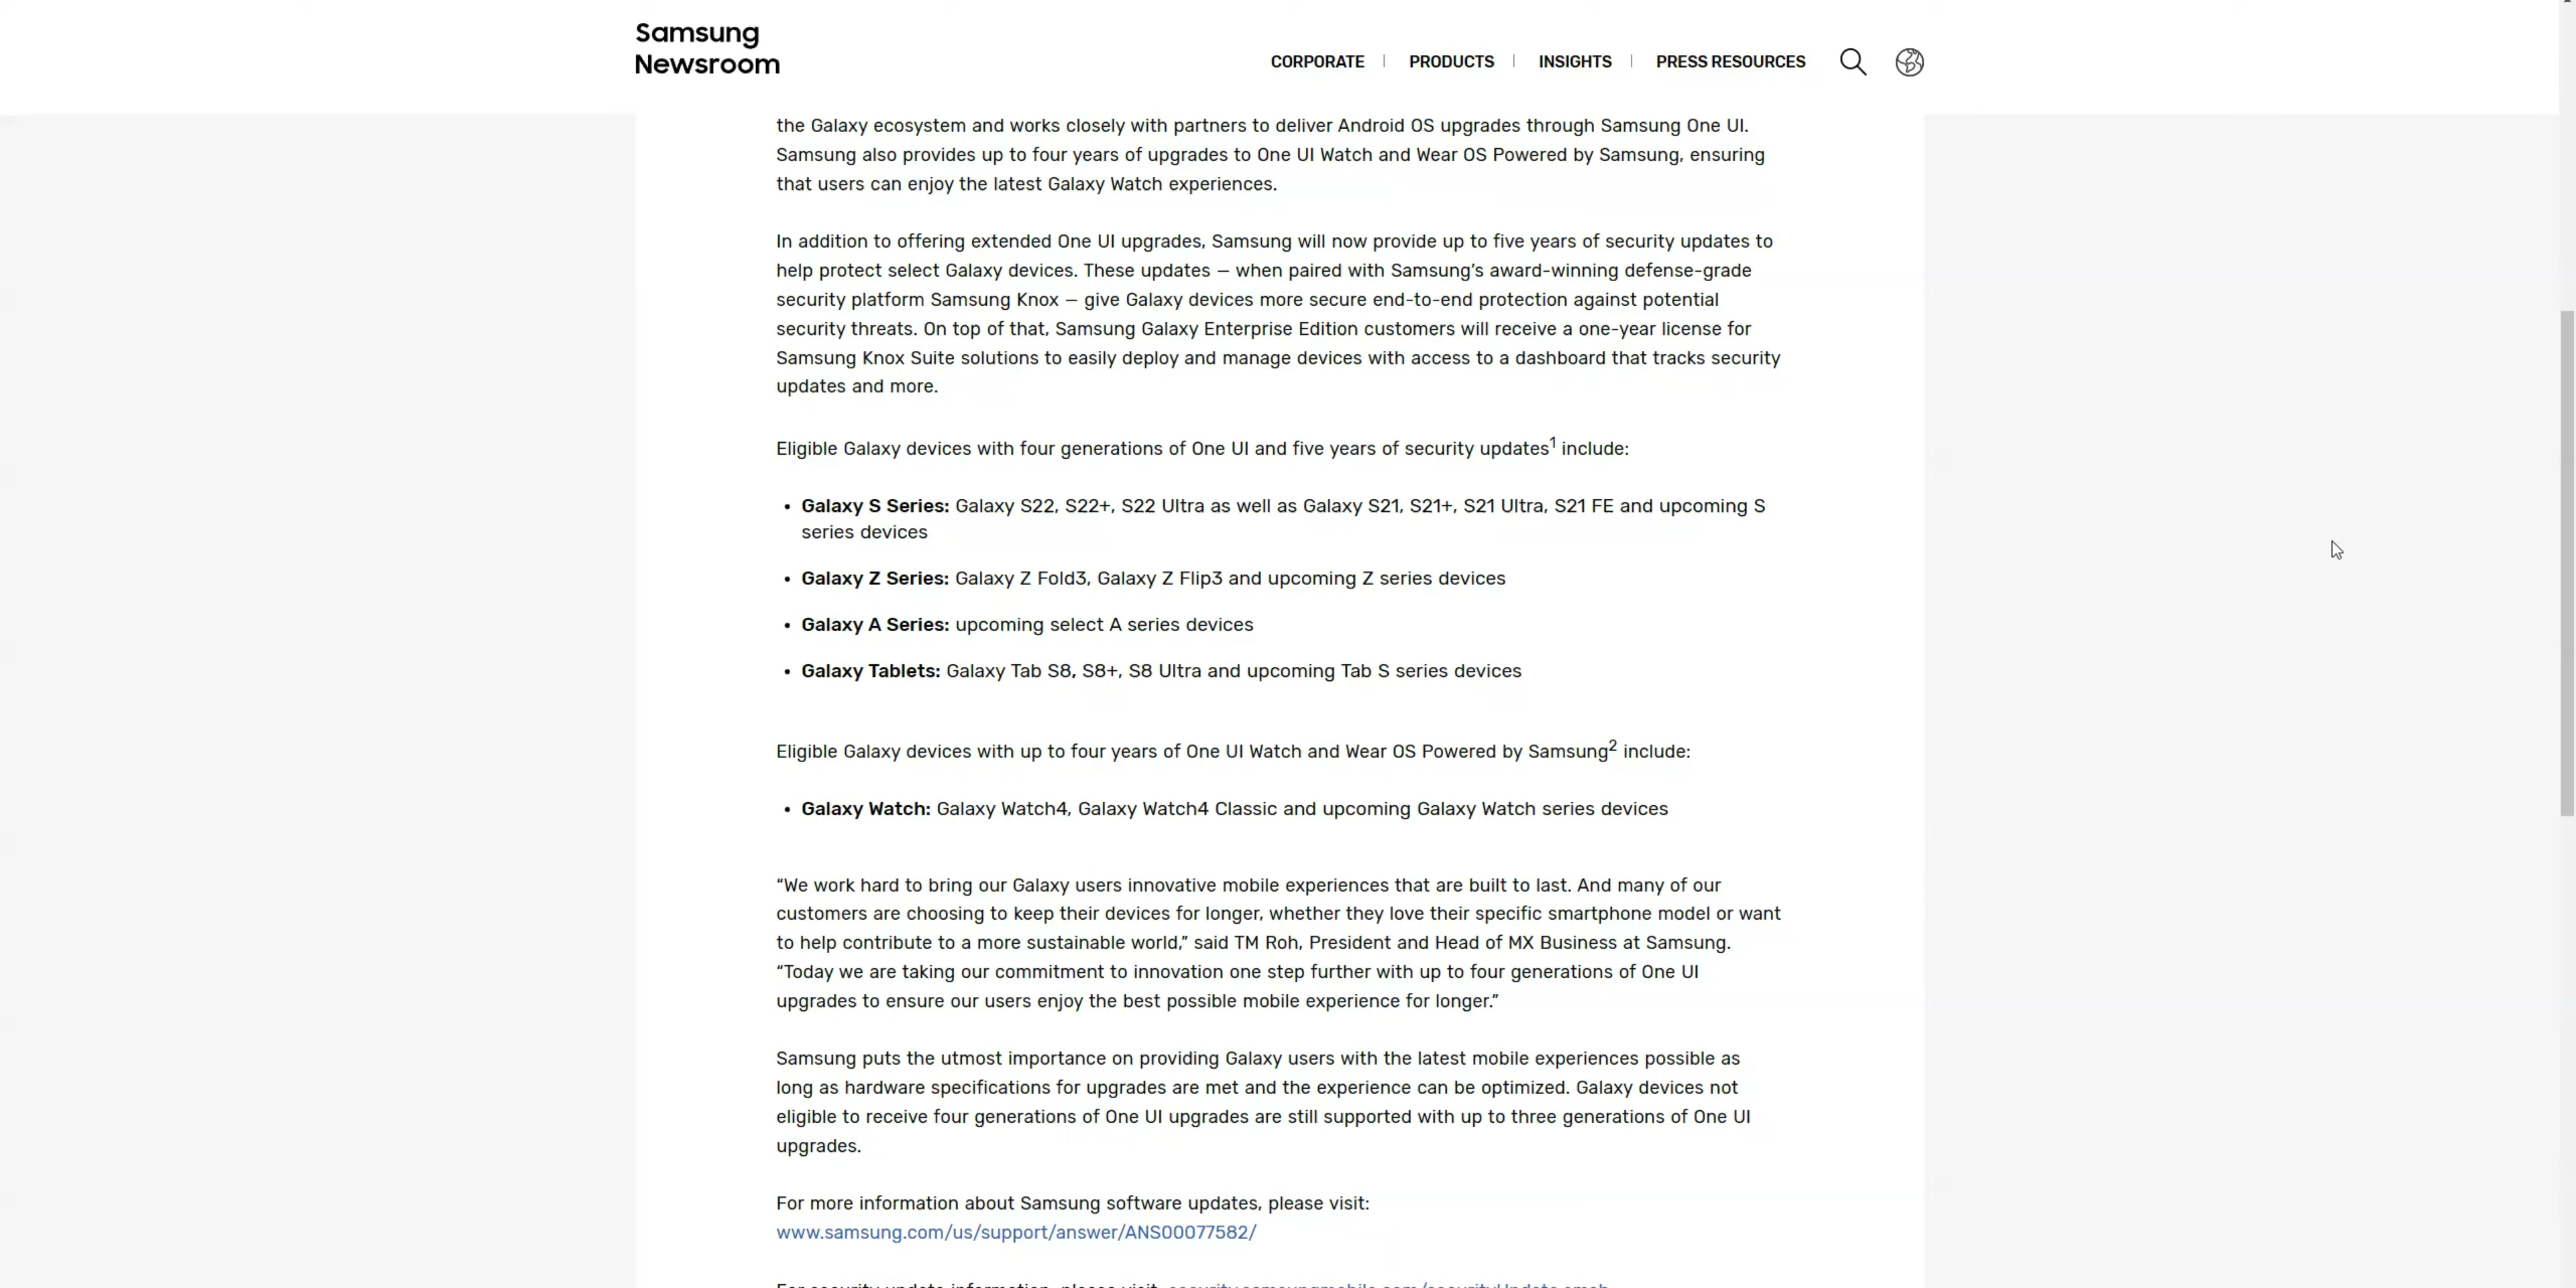 Samsung
Newsroom
CORPORATE
PRODUCTS
INSIGHTS
PRESS RESOURCES
the Galaxy ecosystem and works closely with partners to deliver Android OS upgrades through Samsung One UI.
Samsung also provides up to four years of upgrades to One UI Watch and Wear OS Powered by Samsung, ensuring
that users can enjoy the latest Galaxy Watch experiences.
In addition to offering extended One UI upgrades, Samsung will now provide up to five years of security updates to
help protect select Galaxy devices. These updates — when paired with Samsung’s award-winning defense-grade
security platform Samsung Knox — give Galaxy devices more secure end-to-end protection against potential
security threats. On top of that, Samsung Galaxy Enterprise Edition customers will receive a one-year license for
Samsung Knox Suite solutions to easily deploy and manage devices with access to a dashboard that tracks security
updates and more.
Eligible Galaxy devices with four generations of One UI and five years of security updates1 include:
• Galaxy S Series: Galaxy S22, S22+, S22 Ultra as well as Galaxy S21, S21+, S21 Ultra, S21 FE and upcoming S
series devices
• Galaxy Z Series: Galaxy Z Fold3, Galaxy Z Flip3 and upcoming Z series devices
• Galaxy A Series: upcoming select A series devices
• Galaxy Tablets: Galaxy Tab S8, S8+, S8 Ultra and upcoming Tab S series devices
Eligible Galaxy devices with up to four years of One UI Watch and Wear OS Powered by Samsung2 include:
• Galaxy Watch: Galaxy Watch4, Galaxy Watch4 Classic and upcoming Galaxy Watch series devices
“We work hard to bring our Galaxy users innovative mobile experiences that are built to last. And many of our
customers are choosing to keep their devices for longer, whether they love their specific smartphone model or want
to help contribute to a more sustainable world,” said TM Roh, President and Head of MX Business at Samsung.
“Today we are taking our commitment to innovation one step further with up to four generations of One UI
upgrades to ensure our users enjoy the best possible mobile experience for longer.”
Samsung puts the utmost importance on providing Galaxy users with the latest mobile experiences possible as
long as hardware specifications for upgrades are met and the experience can be optimized. Galaxy devices not
eligible to receive four generations of One UI upgrades are still supported with up to three generations of One UI
upgrades.
For more information about Samsung software updates, please visit:
www.samsung.com/us/support/answer/ANS00077582/
For security update information, please visit